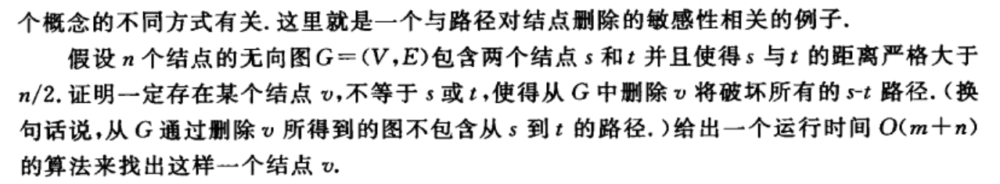 个概念的不同方式有关.这里就是一个与路径对结点删除的敏感性相关的例子.
假设 n 个结点的无向图G=(V,E)包含两个结点 s 和 t 并且使得 s 与 t 的距离严格大于
n/2.证明一定存在某个结点 v,不等于 s 或 t,使得从 G 中删除 v 将破坏所有的 s-t 路径.(换
句话说,从 G 通过删除 v 所得到的图不包含从 s 到 t 的路径.)给出一个运行时间 O(m+n)
的算法来找出这样一个结点 v.